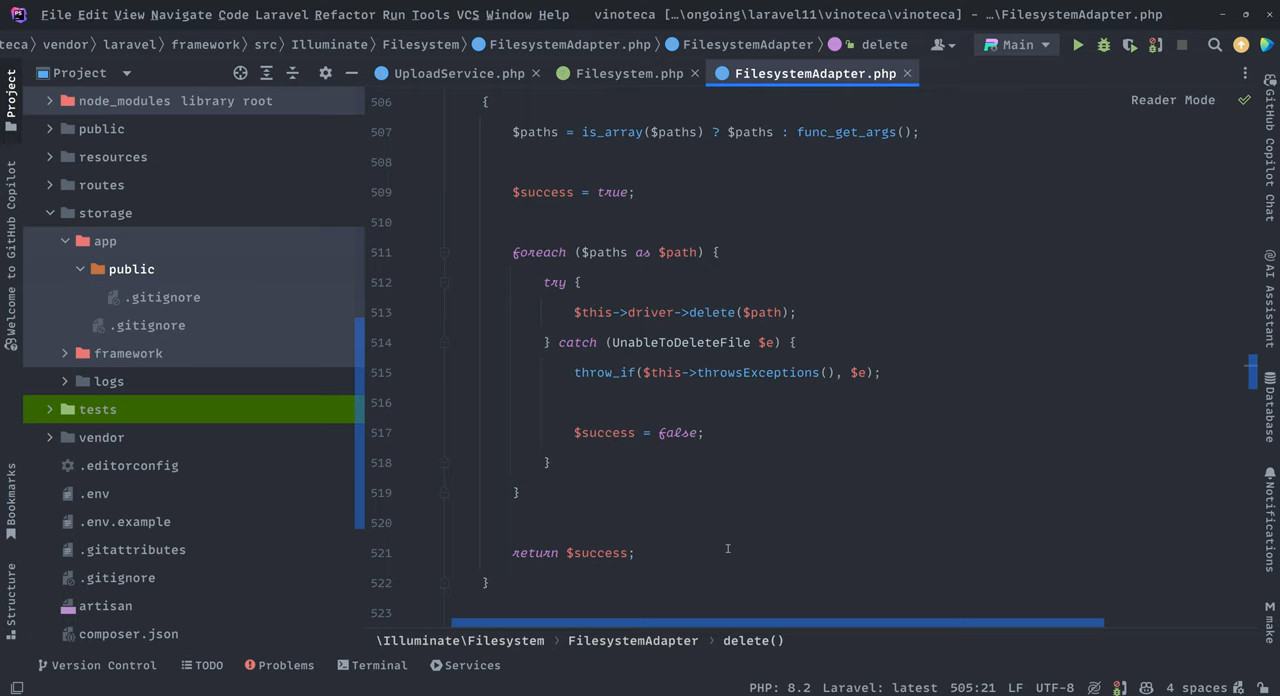 File Edit View Navigate Code Laravel Refactor Run Tools VCS Window Help vinoteca [...\ongoing\laravel11\vinoteca\vinoteca] - ...\FilesystemAdapter.php
teca vendor laravel framework src Illuminate Filesystem FilesystemAdapter.php FilesystemAdapter delete Main
Project UploadService.php Filesystem.php FilesystemAdapter.php
Reader Mode
node_modules library root
public
resources
routes
storage
app
public
.gitignore
.gitignore
framework
logs
tests
vendor
.editorconfig
.env
.env.example
.gitattributes
.gitignore
artisan
composer.json
506 {
507 $paths = is_array($paths) ? $paths : func_get_args();
508
509 $success = true;
510
511 foreach ($paths as $path) {
512 try {
513 $this->driver->delete($path);
514 } catch (UnableToDeleteFile $e) {
515 throw_if($this->throwsExceptions(), $e);
516
517 $success = false;
518 }
519 }
520
521 return $success;
522 }
523
\Illuminate\Filesystem FilesystemAdapter delete()
Project
Welcome to GitHub Copilot
Bookmarks
Structure
GitHub Copilot Chat
AI Assistant
Database
Notifications
M make
Version Control TODO Problems Terminal Services
PHP: 8.2 Laravel: latest 505:21 LF UTF-8 4 spaces